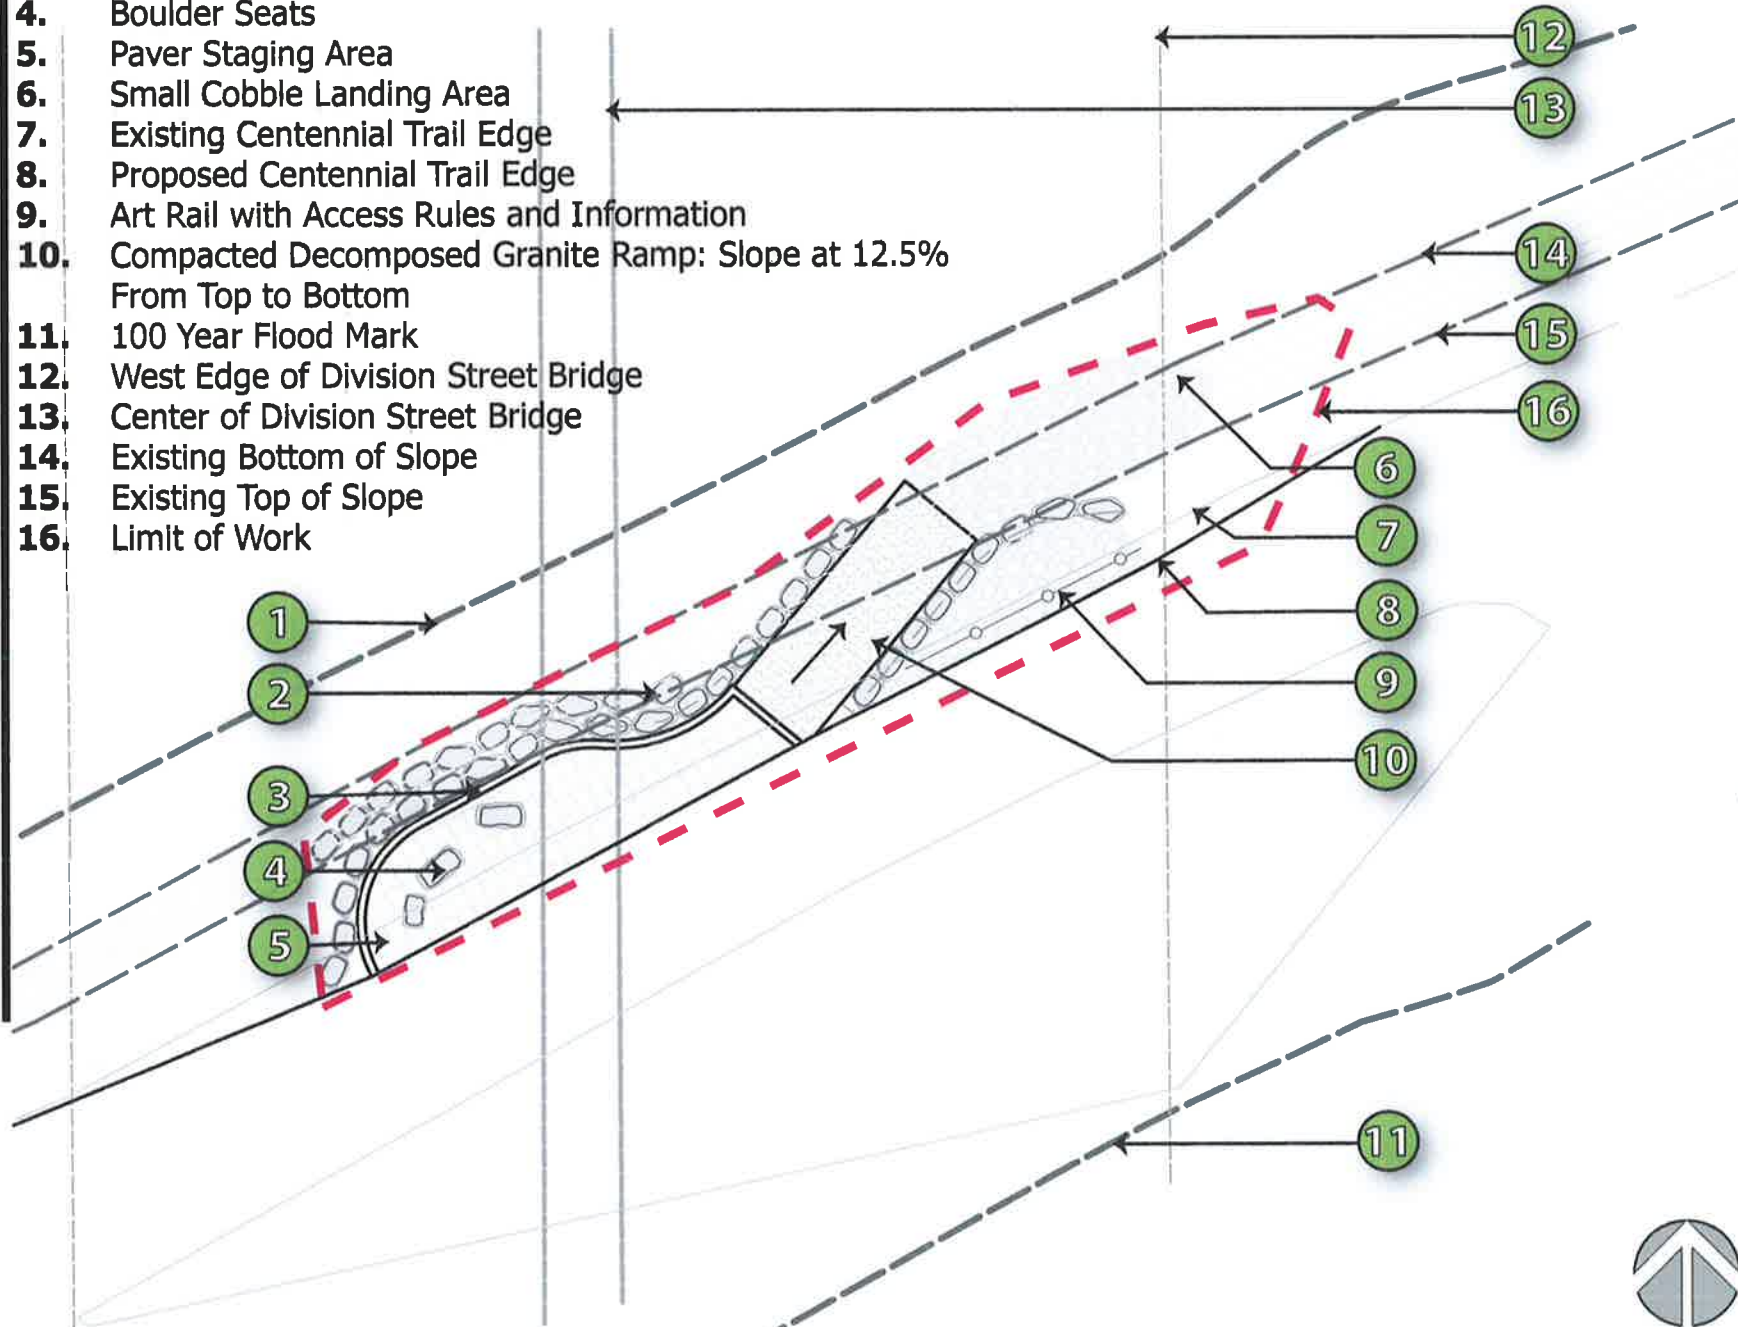 4. Boulder Seats
5. Paver Staging Area
6. Small Cobble Landing Area
7. Existing Centennial Trail Edge
8. Proposed Centennial Trail Edge
9. Art Rail with Access Rules and Information
10. Compacted Decomposed Granite Ramp: Slope at 12.5%
From Top to Bottom
11. 100 Year Flood Mark
12. West Edge of Division Street Bridge
13. Center of Division Street Bridge
14. Existing Bottom of Slope
15. Existing Top of Slope
16. Limit of Work
12
13
14
15
16
6
7
8
9
10
1
2
3
4
5
11